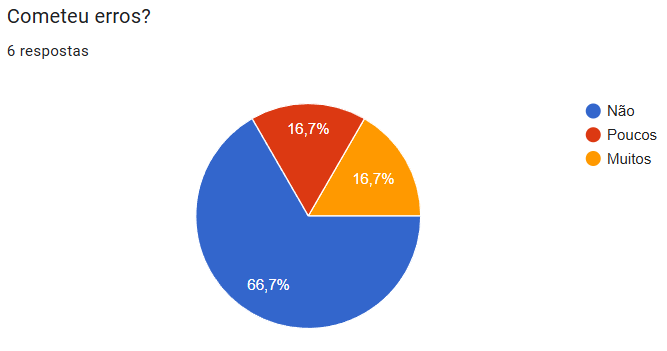 Cometeu erros?
6 respostas
Não
Poucos
Muitos
16,7%
16,7%
66,7%